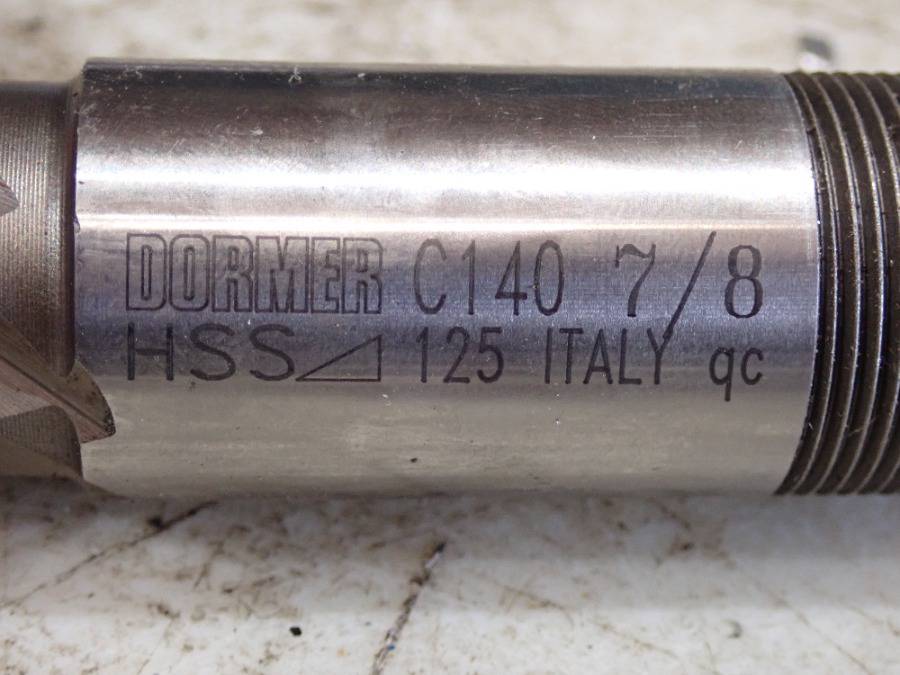 DORMER C140 7/8
HSS 125 ITALY qc